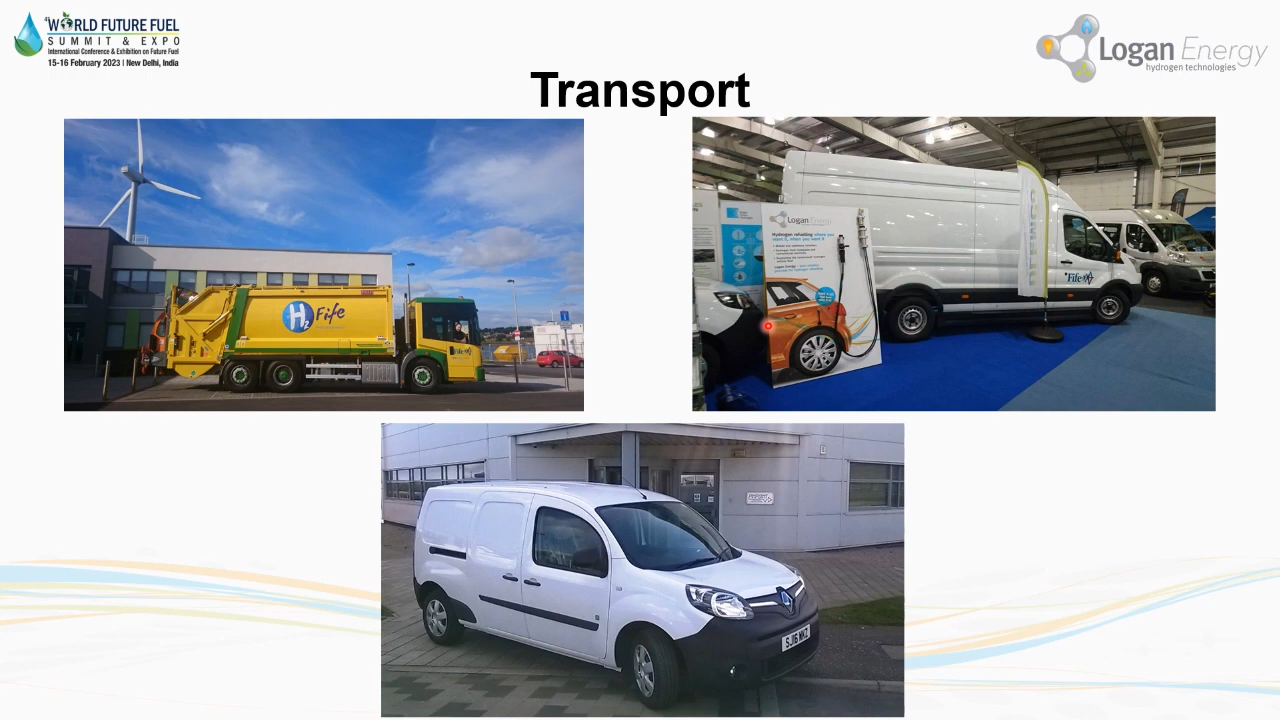 4th WORLD FUTURE FUEL
SUMMIT & EXPO
International Conference & Exhibition on Future Fuel
15-16 February 2023 | New Delhi, India
Logan Energy
hydrogen technologies
Transport
H2 Fife
Fife
Logan Energy
Hydrogen refuelling where you
want it, when you want it
Fife
SJ16 WKZ